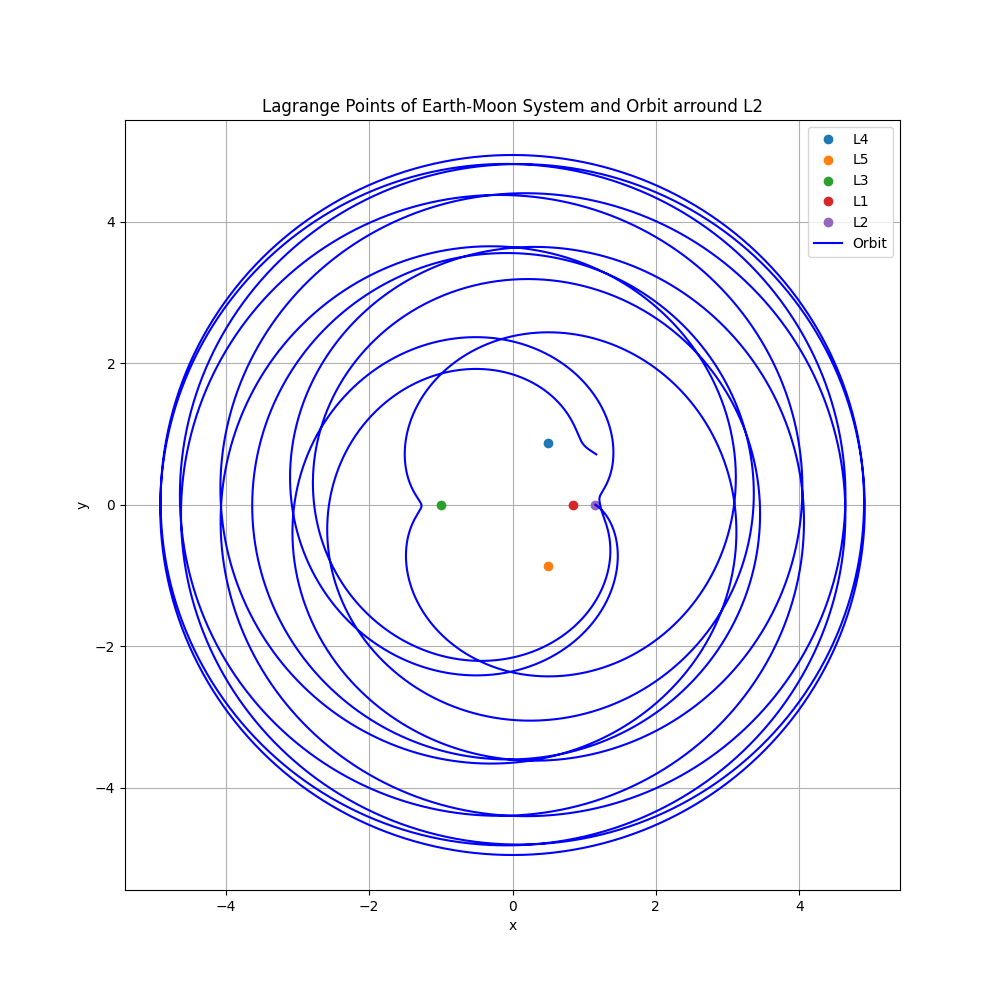 Lagrange Points of Earth-Moon System and Orbit arround L2
L4
L5
L3
L1
L2
Orbit
4
2
0
−2
−4
y
−4 −2 0 2 4
x